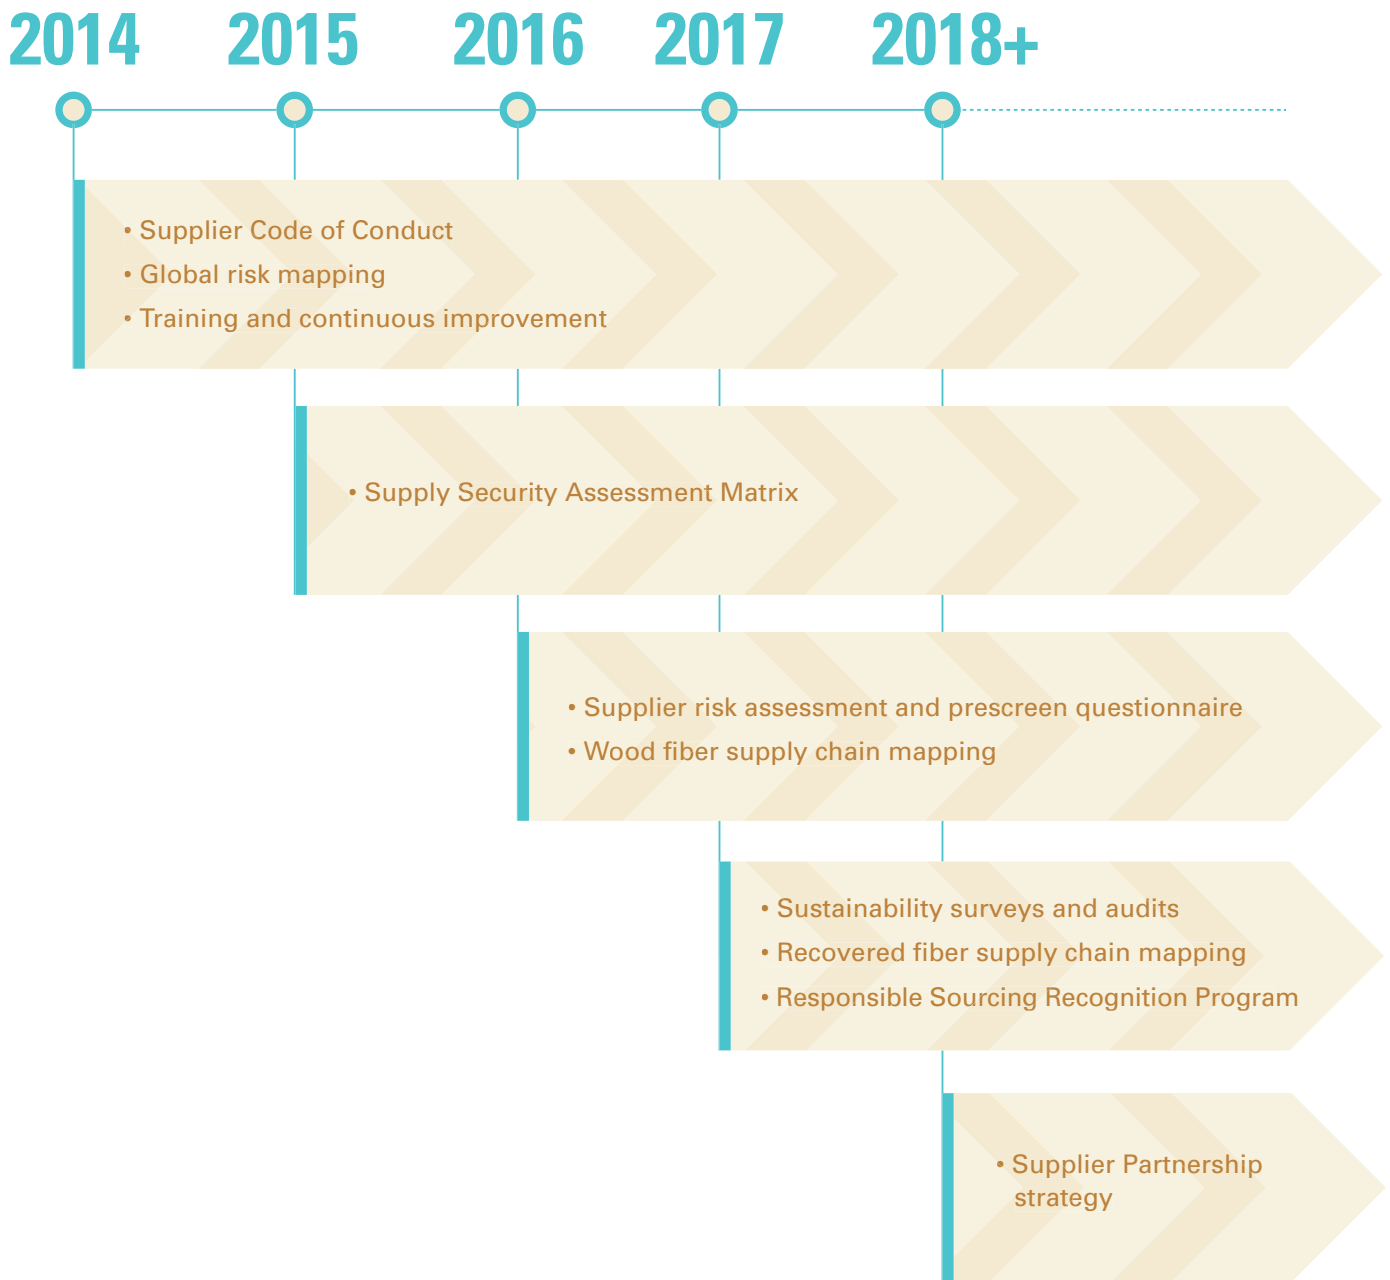 2014 2015 2016 2017 2018+
• Supplier Code of Conduct
• Global risk mapping
• Training and continuous improvement
• Supply Security Assessment Matrix
• Supplier risk assessment and prescreen questionnaire
• Wood fiber supply chain mapping
• Sustainability surveys and audits
• Recovered fiber supply chain mapping
• Responsible Sourcing Recognition Program
• Supplier Partnership
strategy